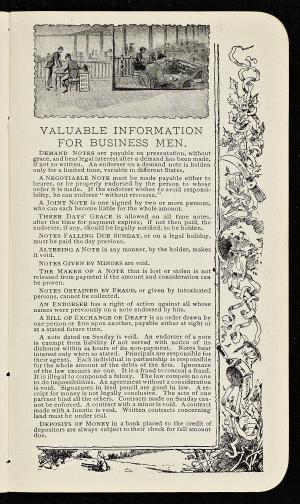 VALUABLE INFORMATION
FOR BUSINESS MEN.
DEMAND NOTES are payable on presentation, without
grace, and bear legal interest after a demand has been made,
if not so written. An endorser on a demand note is holden
only for a limited time, variable in different States.
A NEGOTIABLE NOTE must be made payable either to
bearer, or be properly endorsed by the person to whose
order it is made. If the endorser wishes to avoid responsi-
bility, he can endorse "without recourse."
A JOINT NOTE is one signed by two or more persons,
who can each become liable for the whole amount.
THREE DAYS' GRACE is allowed on all time notes,
after the time for payment expires; if not then paid, the
endorser, if any, should be legally notified, to be holden.
NOTES FALLING DUE SUNDAY, or on a legal holiday,
must be paid the day previous.
ALTERING A NOTE in any manner, by the holder, makes
it void.
NOTES GIVEN BY MINORS are void.
THE MAKER OF A NOTE that is lost or stolen is not
released from payment if the amount and consideration can
be proven.
NOTES OBTAINED BY FRAUD, or given by intoxicated
persons, cannot be collected.
AN ENDORSER has a right of action against all whose
names were previously on a note endorsed by him.
A BILL OF EXCHANGE OR DRAFT is an order drawn by
one person or firm upon another, payable either at sight or
at a stated future time.
A note dated on Sunday is void. An endorser of a note
is exempt from liability if not served with notice of its
dishonor within 24 hours of its non-payment. Notes bear
interest only when so stated. Principals are responsible for
their agents. Each individual in partnership is responsible
for the whole amount of the debts of the firm. Ignorance
of the law excuses no one. It is a fraud to conceal a fraud.
It is illegal to compound a felony. The law compels no one
to do impossibilities. An agreement without a consideration
is void. Signatures in lead pencil are good in law. A re-
ceipt for money is not legally conclusive. The acts of one
partner bind all the others. Contracts made on Sunday can-
not be enforced. A contract with a minor is void. A contract
made with a lunatic is void. Written contracts concerning
land must be under seal.
DEPOSITS OF MONEY in a bank placed to the credit of
depositors are always subject to their check for full amount
due.